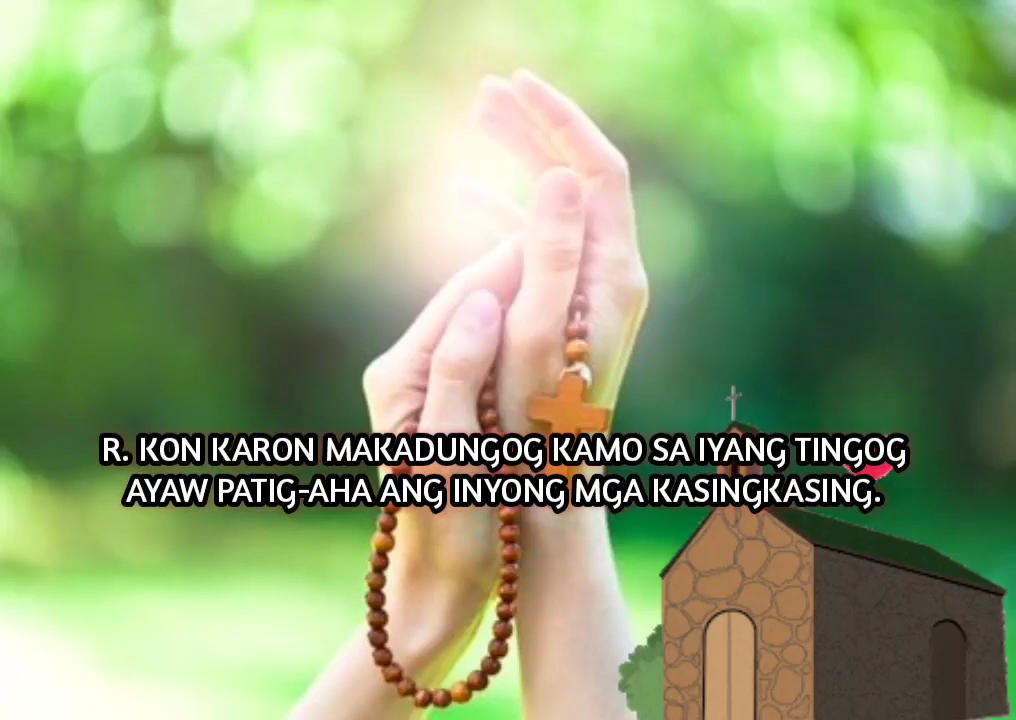 R. KON KARON MAKADUNGOG KAMO SA IYANG TINGOG
AYAW PATIG-AHA ANG INYONG MGA KASINGKASING.